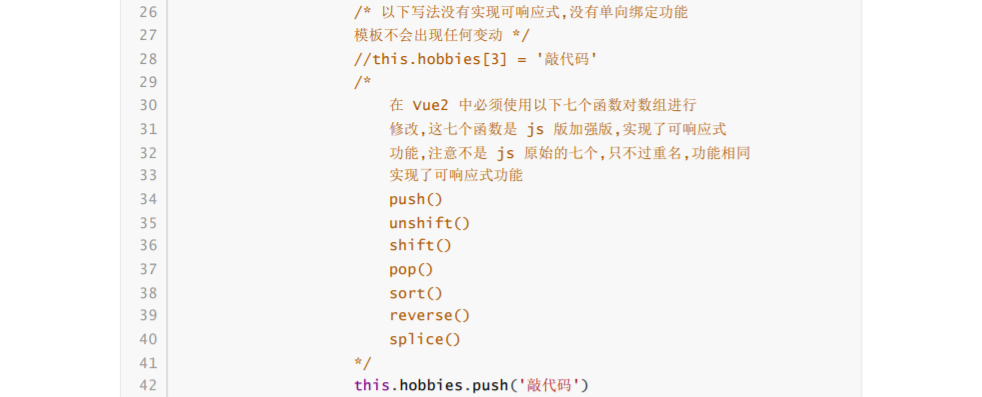 26 /* 以下写法没有实现可响应式,没有单向绑定功能
27 模板不会出现任何变动 */
28 //this.hobbies[3] = '敲代码'
29 /*
30 在 Vue2 中必须使用以下七个函数对数组进行
31 修改,这七个函数是 js 版加强版,实现了可响应式
32 功能,注意不是 js 原始的七个,只不过重名,功能相同
33 实现了可响应式功能
34 push()
35 unshift()
36 shift()
37 pop()
38 sort()
39 reverse()
40 splice()
41 */
42 this.hobbies.push('敲代码')